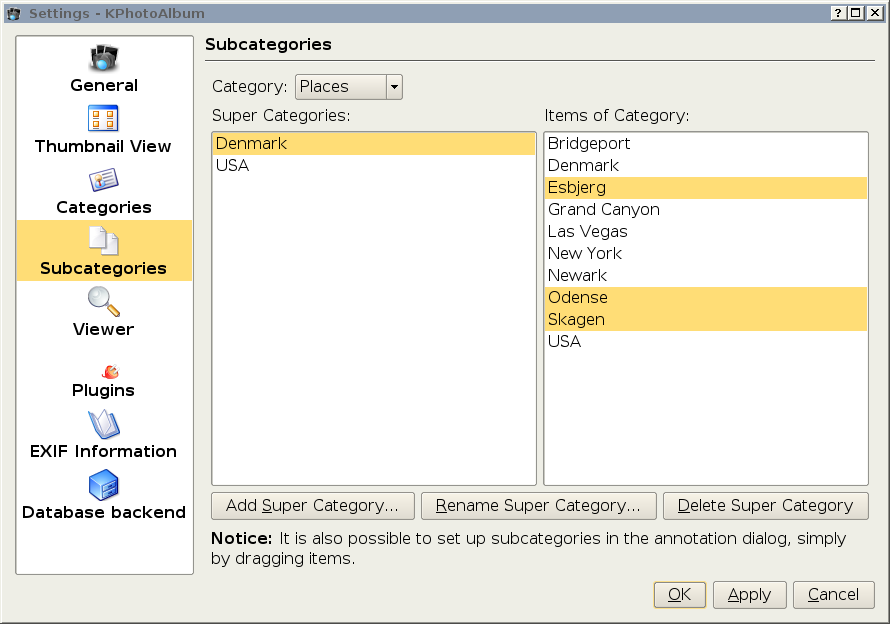 Settings - KPhotoAlbum
General
Thumbnail View
Categories
Subcategories
Viewer
Plugins
EXIF Information
Database backend
Subcategories
Category: Places
Super Categories:
Denmark
USA
Items of Category:
Bridgeport
Denmark
Esbjerg
Grand Canyon
Las Vegas
New York
Newark
Odense
Skagen
USA
Add Super Category... Rename Super Category... Delete Super Category
Notice: It is also possible to set up subcategories in the annotation dialog, simply
by dragging items.
OK Apply Cancel